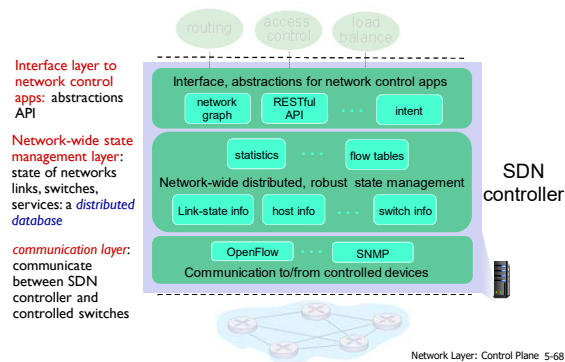 routing
access
control
load
balance
Interface layer to
network control
apps: abstractions
API
Interface, abstractions for network control apps
network
graph
RESTful
API
. . .
intent
Network-wide state
management layer:
state of networks
links, switches,
services: a distributed
database
statistics
. . .
flow tables
Network-wide distributed, robust state management
Link-state info
host info
. . .
switch info
SDN
controller
communication layer:
communicate
between SDN
controller and
controlled switches
OpenFlow
. . .
SNMP
Communication to/from controlled devices
Network Layer: Control Plane 5-68